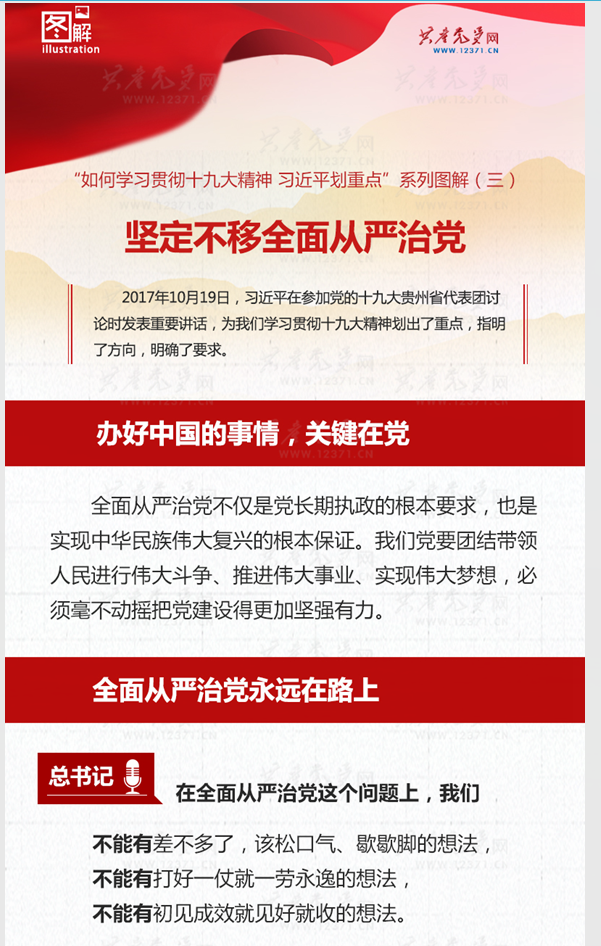 图解
illustration
共产党员网
WWW.12371.CN
“如何学习贯彻十九大精神 习近平划重点”系列图解（三）
坚定不移全面从严治党
2017年10月19日，习近平在参加党的十九大贵州省代表团讨
论时发表重要讲话，为我们学习贯彻十九大精神划出了重点，指明
了方向，明确了要求。
办好中国的事情，关键在党
全面从严治党不仅是党长期执政的根本要求，也是
实现中华民族伟大复兴的根本保证。我们党要团结带领
人民进行伟大斗争、推进伟大事业、实现伟大梦想，必
须毫不动摇把党建设得更加坚强有力。
全面从严治党永远在路上
总书记
在全面从严治党这个问题上，我们
不能有差不多了，该松口气、歇歇脚的想法，
不能有打好一仗就一劳永逸的想法，
不能有初见成效就见好就收的想法。